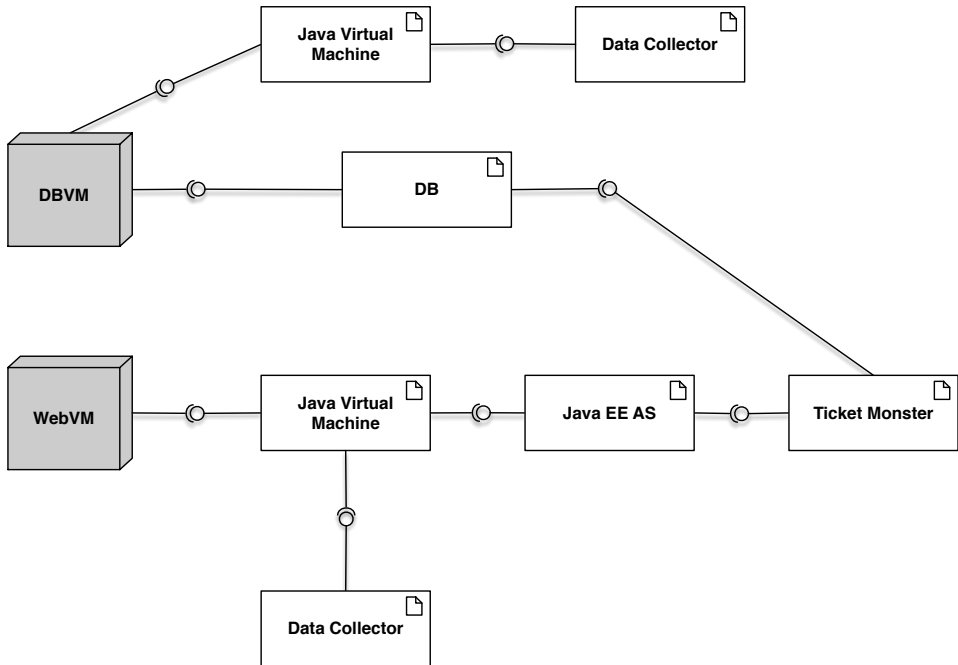 Java Virtual
Machine
Data Collector
DBVM
DB
WebVM
Java Virtual
Machine
Java EE AS
Ticket Monster
Data Collector